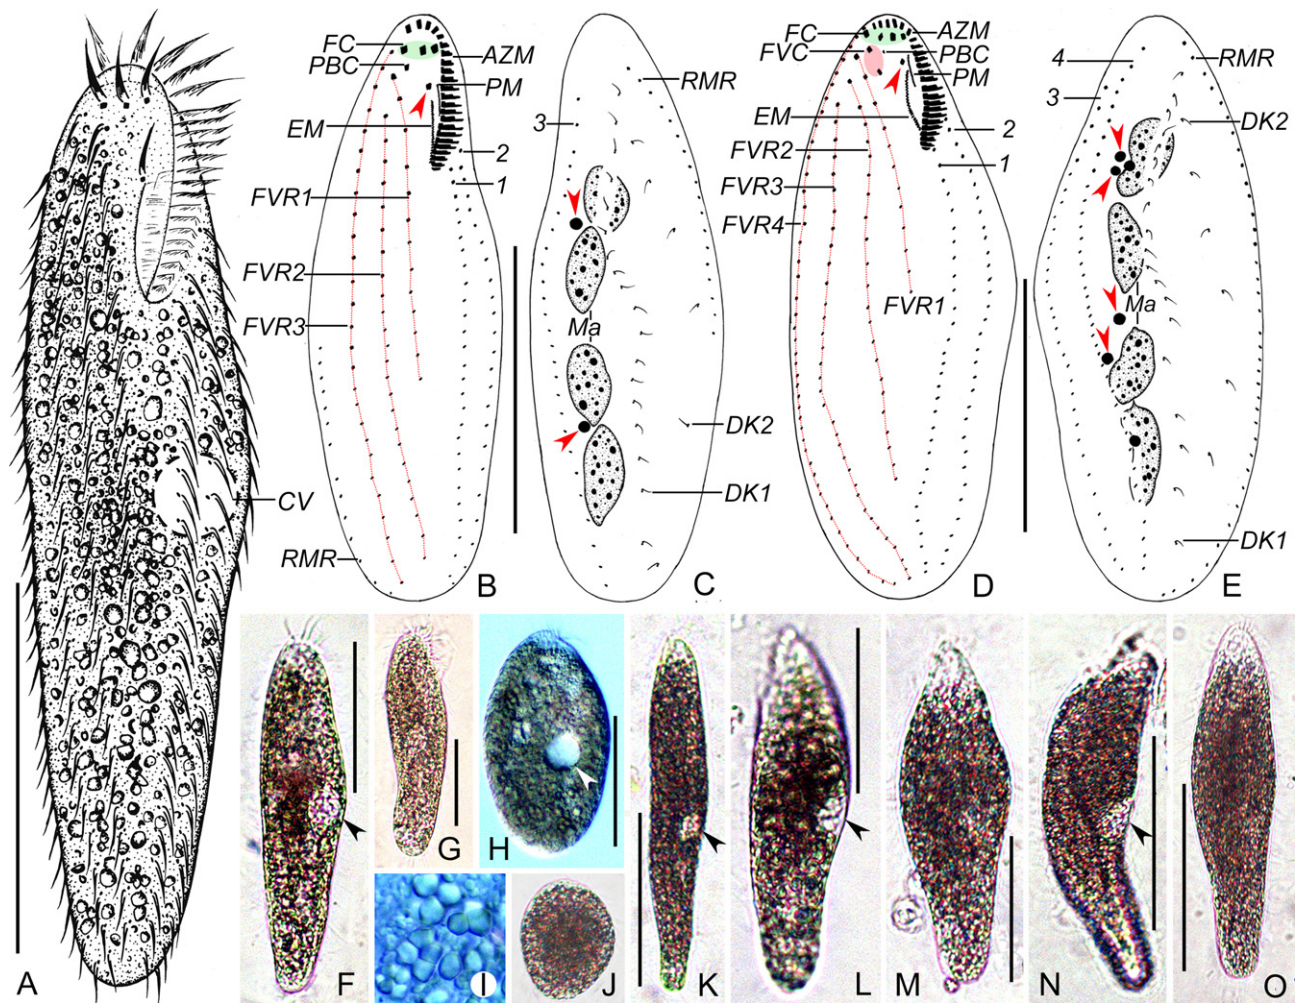 A
CV
FC
PBC
EM
FVR1
FVR2
FVR3
RMR
AZM
PM
2
1
B
RMR
3
Ma
DK2
DK1
C
FC
FVC
EM
FVR2
FVR3
FVR4
AZM
PBC
PM
2
1
FVR1
D
4
3
RMR
DK2
Ma
DK1
E
F
G
H
I
J
K
L
M
N
O